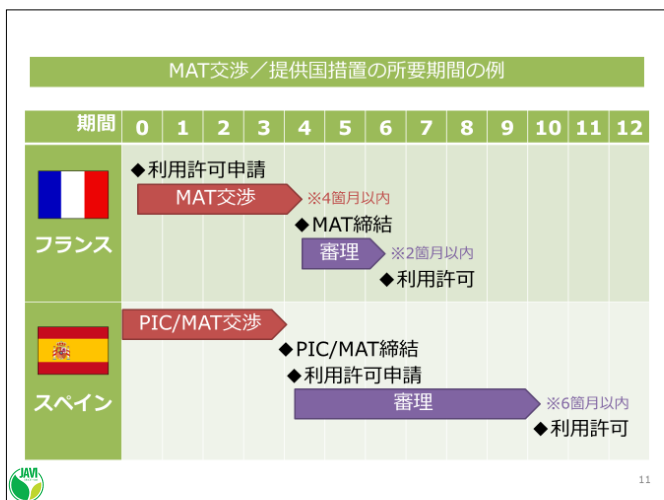 MAT交渉／提供国措置の所要期間の例
期間 0 1 2 3 4 5 6 7 8 9 10 11 12
フランス
◆利用許可申請
MAT交渉 ※4箇月以内
◆MAT締結
審理 ※2箇月以内
◆利用許可
スペイン
PIC/MAT交渉
◆PIC/MAT締結
◆利用許可申請
審理 ※6箇月以内
◆利用許可
JAVI
11